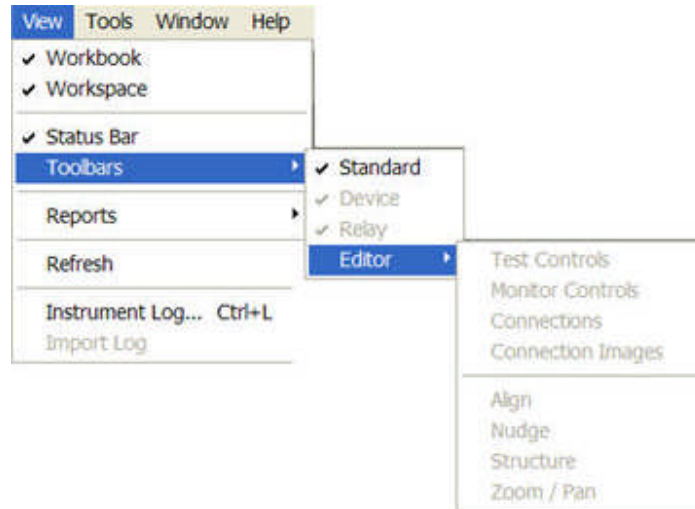 View Tools Window Help
Workbook
Workspace
Status Bar
Toolbars
Reports
Refresh
Instrument Log... Ctrl+L
Import Log
Standard
Device
Relay
Editor
Test Controls
Monitor Controls
Connections
Connection Images
Align
Nudge
Structure
Zoom / Pan